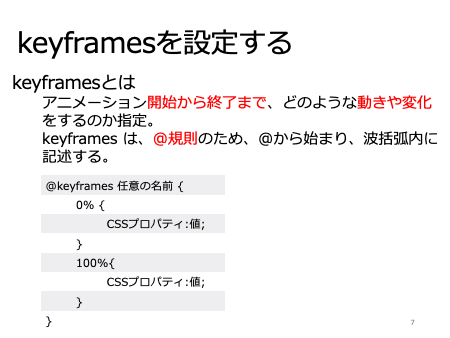 keyframesを設定する
keyframesとは
アニメーション開始から終了まで、どのような動きや変化
をするのか指定。
keyframes は、@規則のため、@から始まり、波括弧内に
記述する。
@keyframes 任意の名前 {
0% {
CSSプロパティ:値;
}
100%{
CSSプロパティ:値;
}
}
7